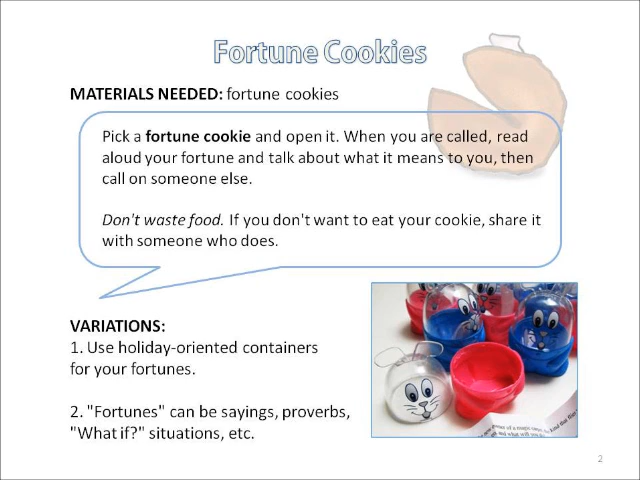 Fortune Cookies
MATERIALS NEEDED: fortune cookies
Pick a fortune cookie and open it. When you are called, read
aloud your fortune and talk about what it means to you, then
call on someone else.
Don't waste food. If you don't want to eat your cookie, share it
with someone who does.
VARIATIONS:
1. Use holiday-oriented containers
for your fortunes.
2. "Fortunes" can be sayings, proverbs,
"What if?" situations, etc.
2